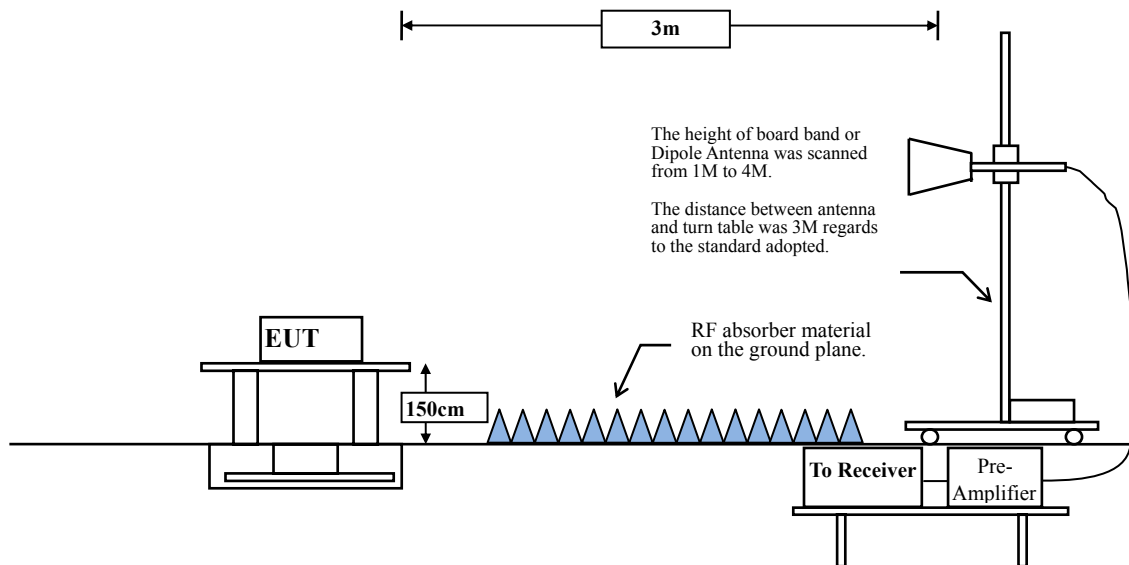 3m
The height of board band or
Dipole Antenna was scanned
from 1M to 4M.
The distance between antenna
and turn table was 3M regards
to the standard adopted.
EUT
RF absorber material
on the ground plane.
150cm
To Receiver
Pre-
Amplifier